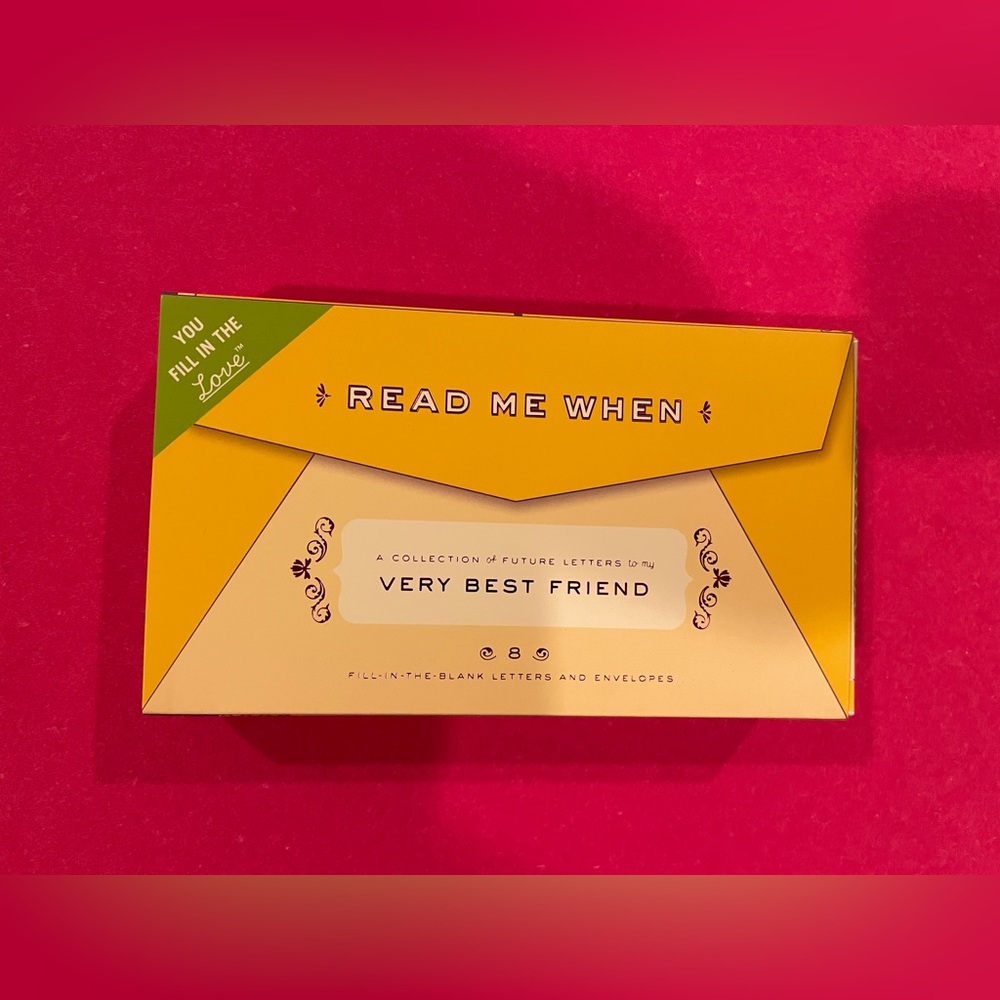 YOU
FILL IN THE
Love™
READ ME WHEN
A COLLECTION of FUTURE LETTERS to my
VERY BEST FRIEND
8
FILL-IN-THE-BLANK LETTERS AND ENVELOPES